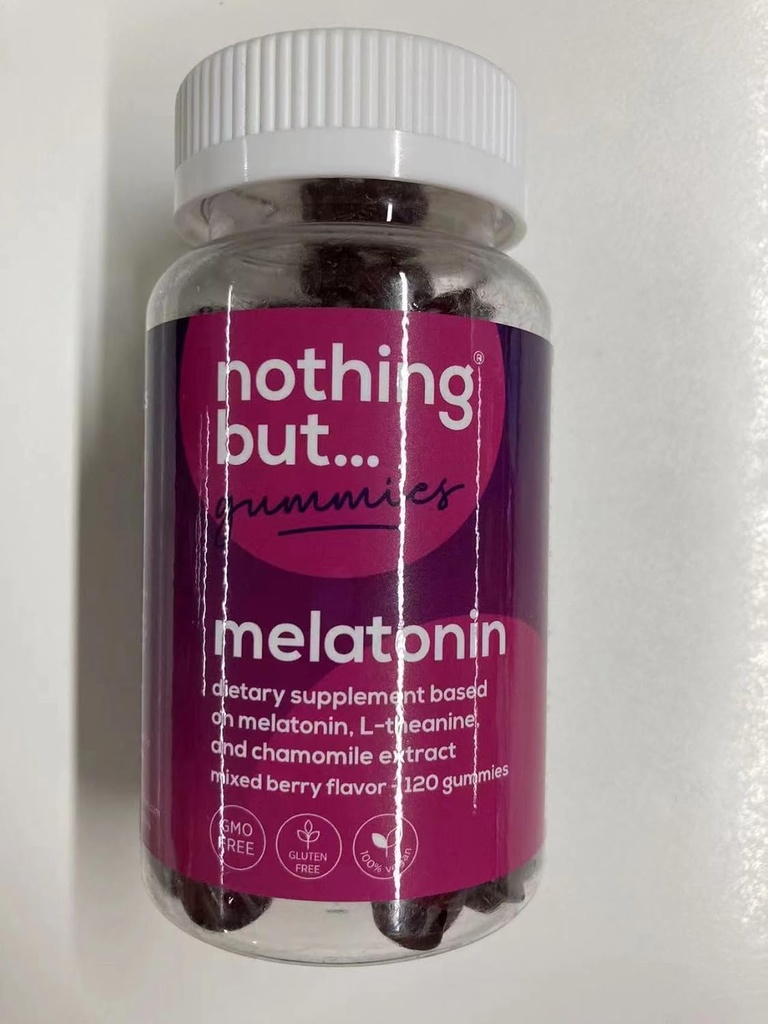 nothing®
but...
gummies
melatonin
dietary supplement based
on melatonin, L-theanine,
and chamomile extract
mixed berry flavor - 120 gummies
GMO
FREE
GLUTEN
FREE
100% vegan